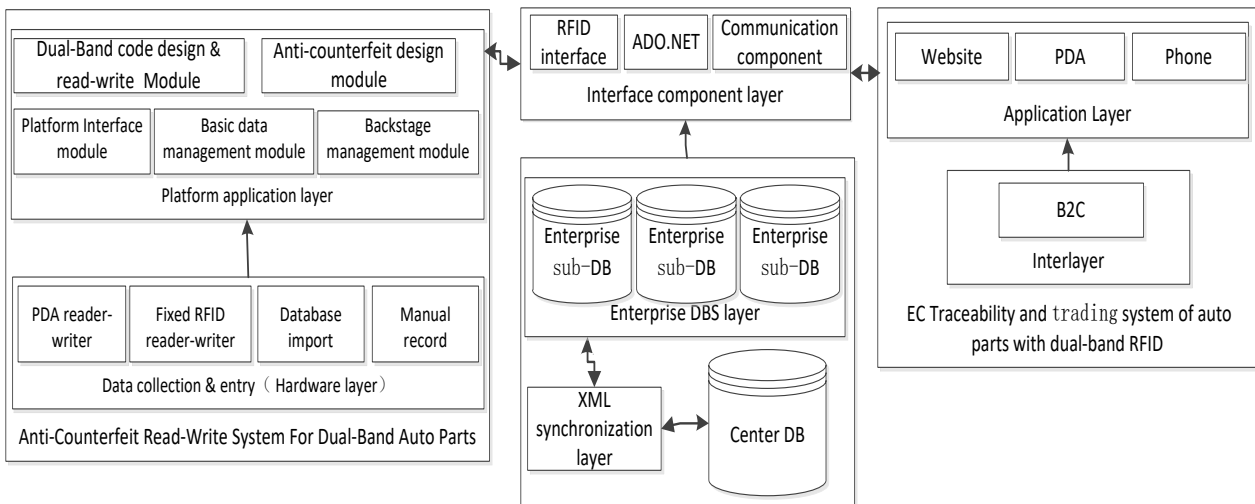 Dual-Band code design &
read-write Module
Anti-counterfeit design
module
Platform Interface
module
Basic data
management module
Backstage
management module
Platform application layer
PDA reader-
writer
Fixed RFID
reader-writer
Database
import
Manual
record
Data collection & entry（ Hardware layer）
Anti-Counterfeit Read-Write System For Dual-Band Auto Parts
RFID
interface
ADO.NET
Communication
component
Interface component layer
Enterprise
sub-DB
Enterprise
sub-DB
Enterprise
sub-DB
Enterprise DBS layer
XML
synchronization
layer
Center DB
Website
PDA
Phone
Application Layer
B2C
Interlayer
EC Traceability and trading system of auto
parts with dual-band RFID